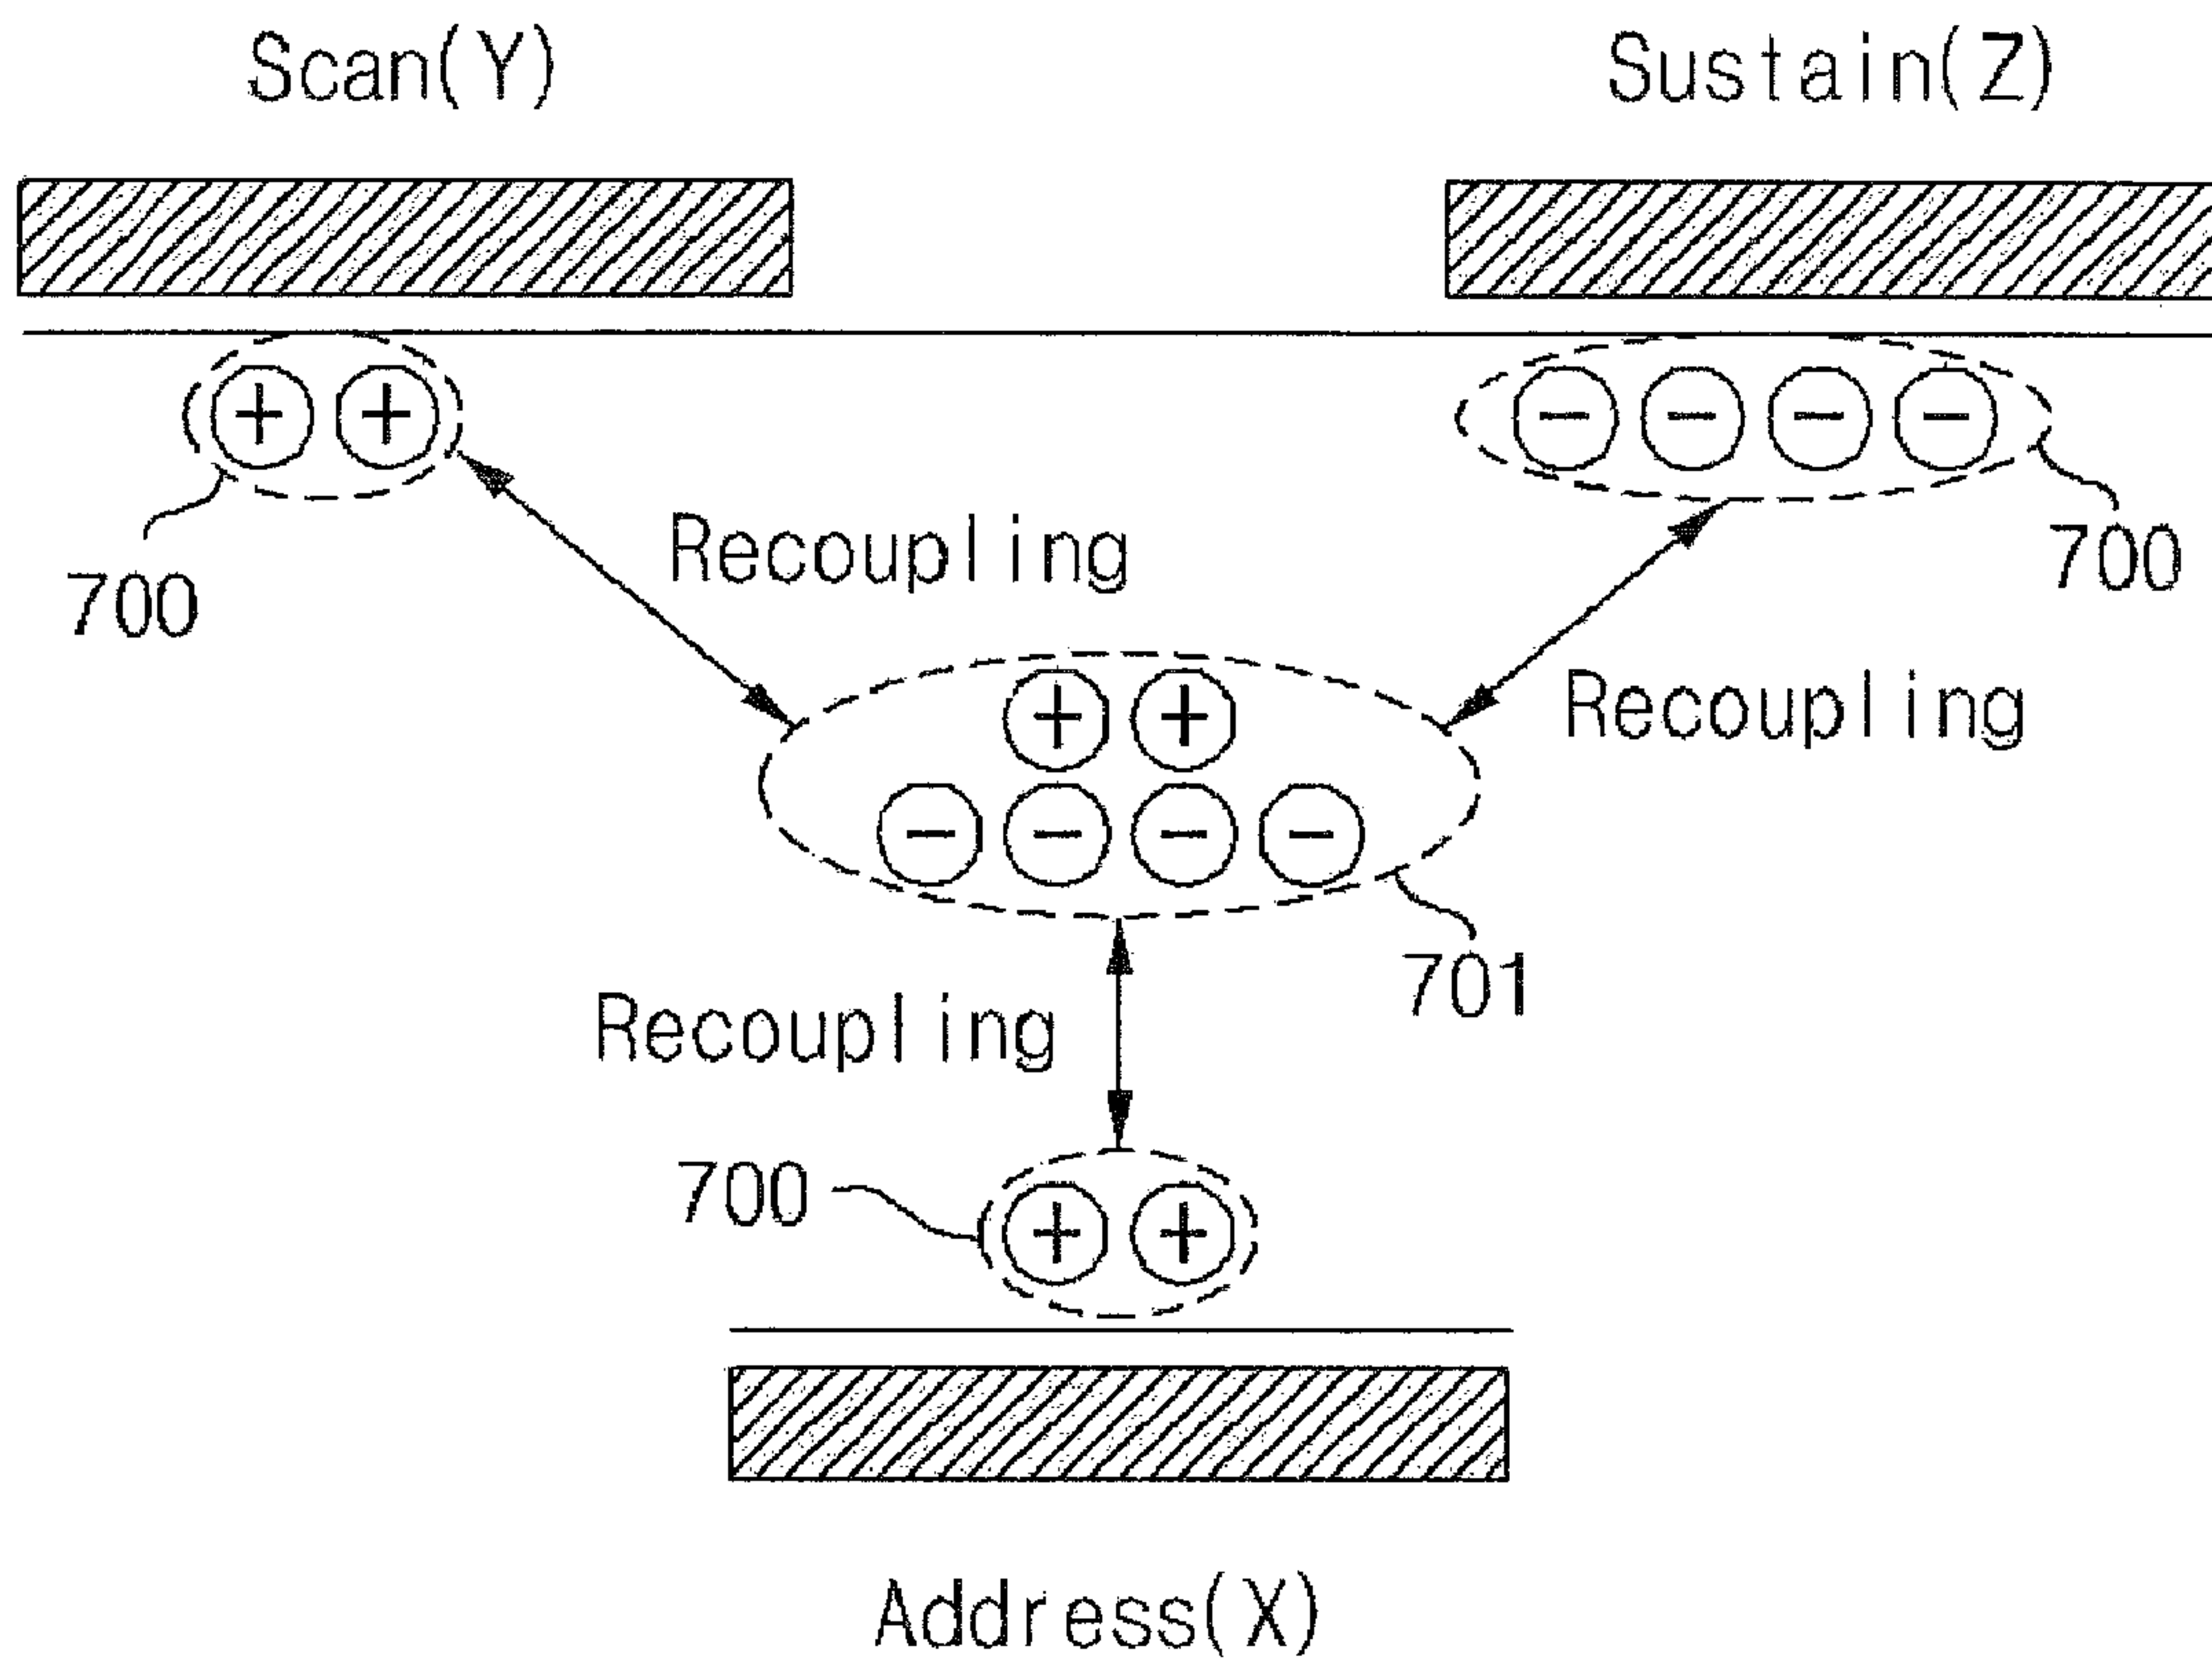 Scan(Y)
Sustain(Z)
+ +
- - - -
700
Recoupling
700
Recoupling
+ +
- - - -
701
Recoupling
700
+ +
Address(X)